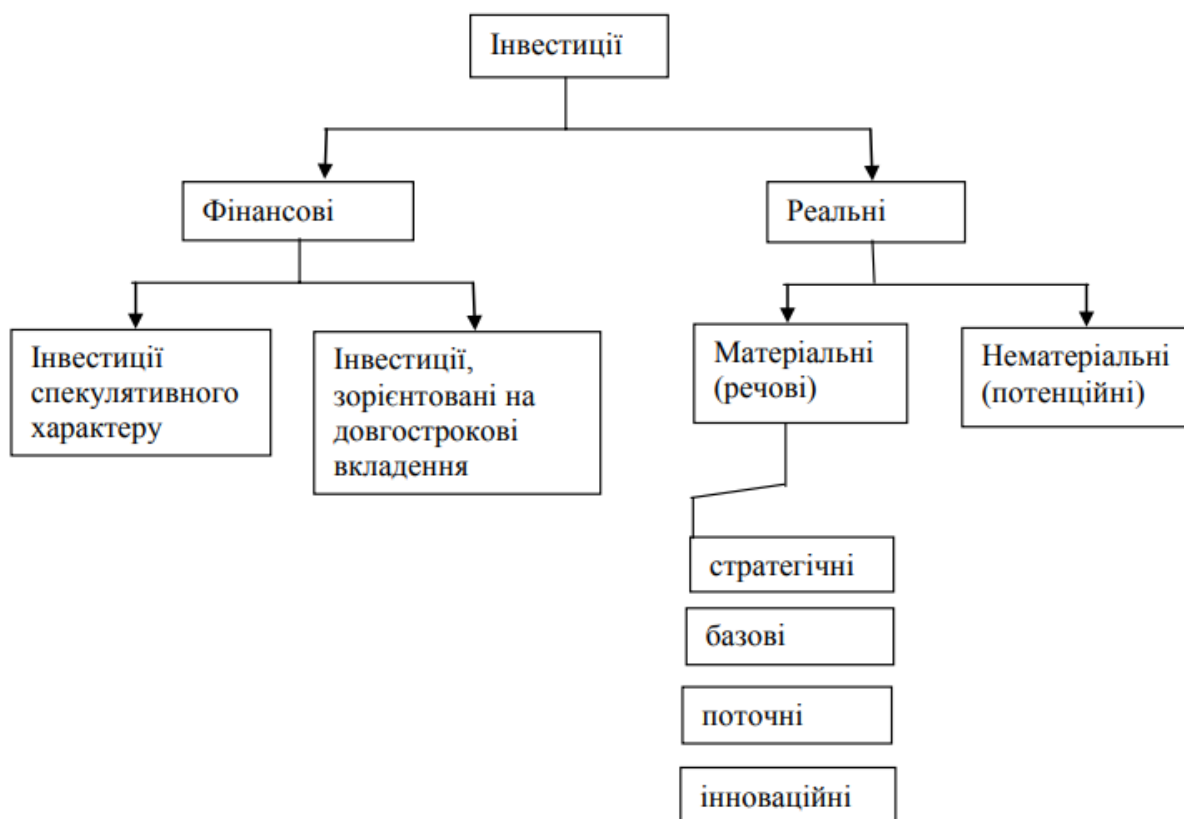 Інвестиції
Фінансові
Реальні
Інвестиції
спекулятивного
характеру
Інвестиції,
зорієнтовані на
довгострокові
вкладення
Матеріальні
(речові)
Нематеріальні
(потенційні)
стратегічні
базові
поточні
інноваційні